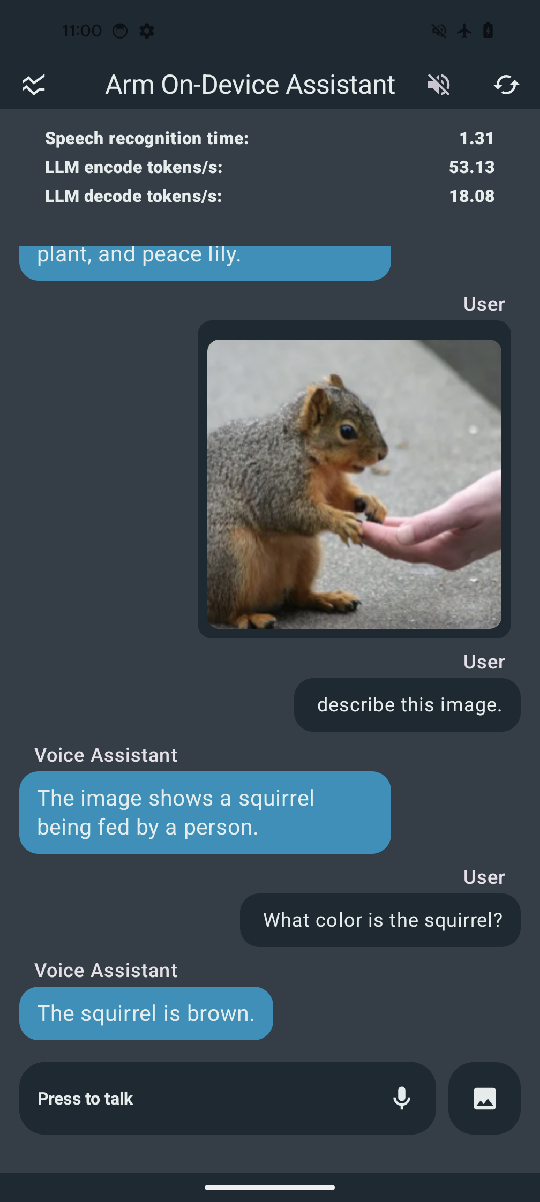 11:00
Arm On-Device Assistant
Speech recognition time: 1.31
LLM encode tokens/s: 53.13
LLM decode tokens/s: 18.08
plant, and peace lily.
User
User
describe this image.
Voice Assistant
The image shows a squirrel
being fed by a person.
User
What color is the squirrel?
Voice Assistant
The squirrel is brown.
Press to talk